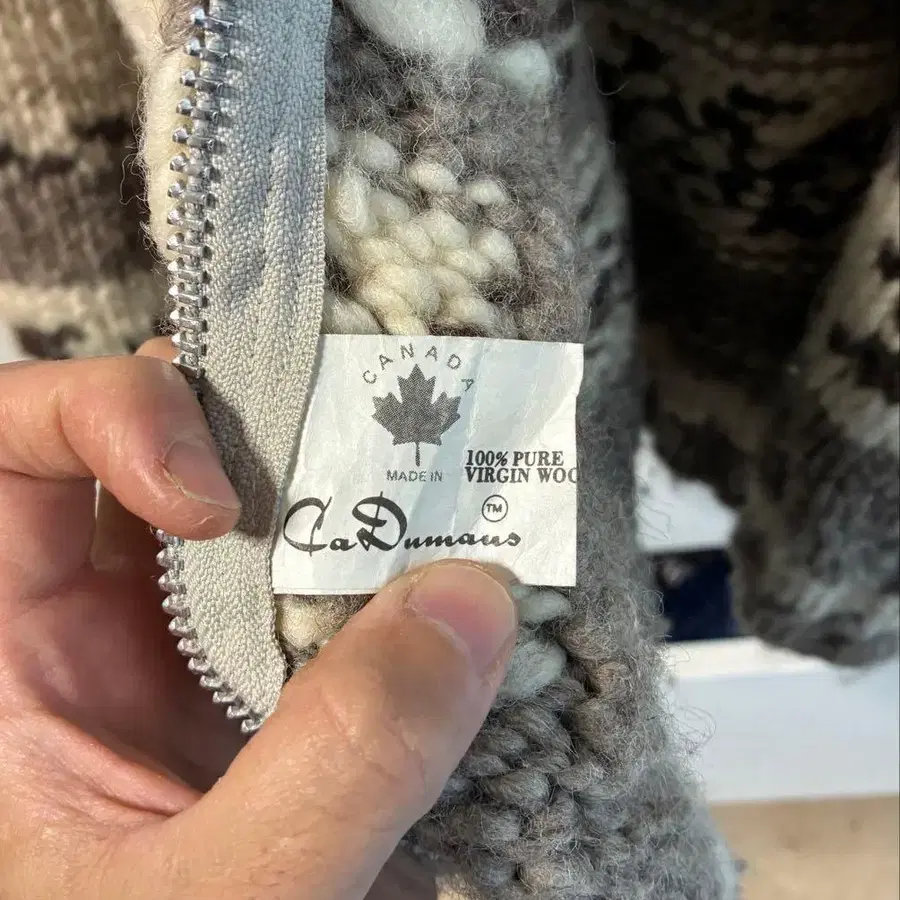 CANADA
MADE IN
100% PURE
VIRGIN WOO
TM
CaDumaus